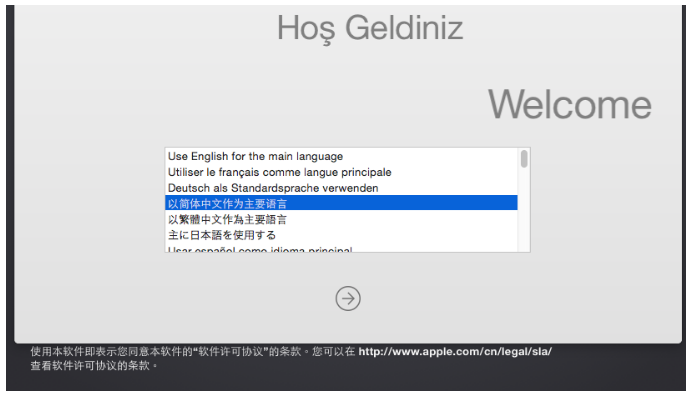 Hoş Geldiniz
Welcome
Use English for the main language
Utiliser le français comme langue principale
Deutsch als Standardsprache verwenden
以简体中文作为主要语言
以繁體中文作為主要語言
主に日本語を使用する
Usar español como idioma principal
使用本软件即表示您同意本软件的“软件许可协议”的条款。您可以在 http://www.apple.com/cn/legal/sla/
查看软件许可协议的条款。